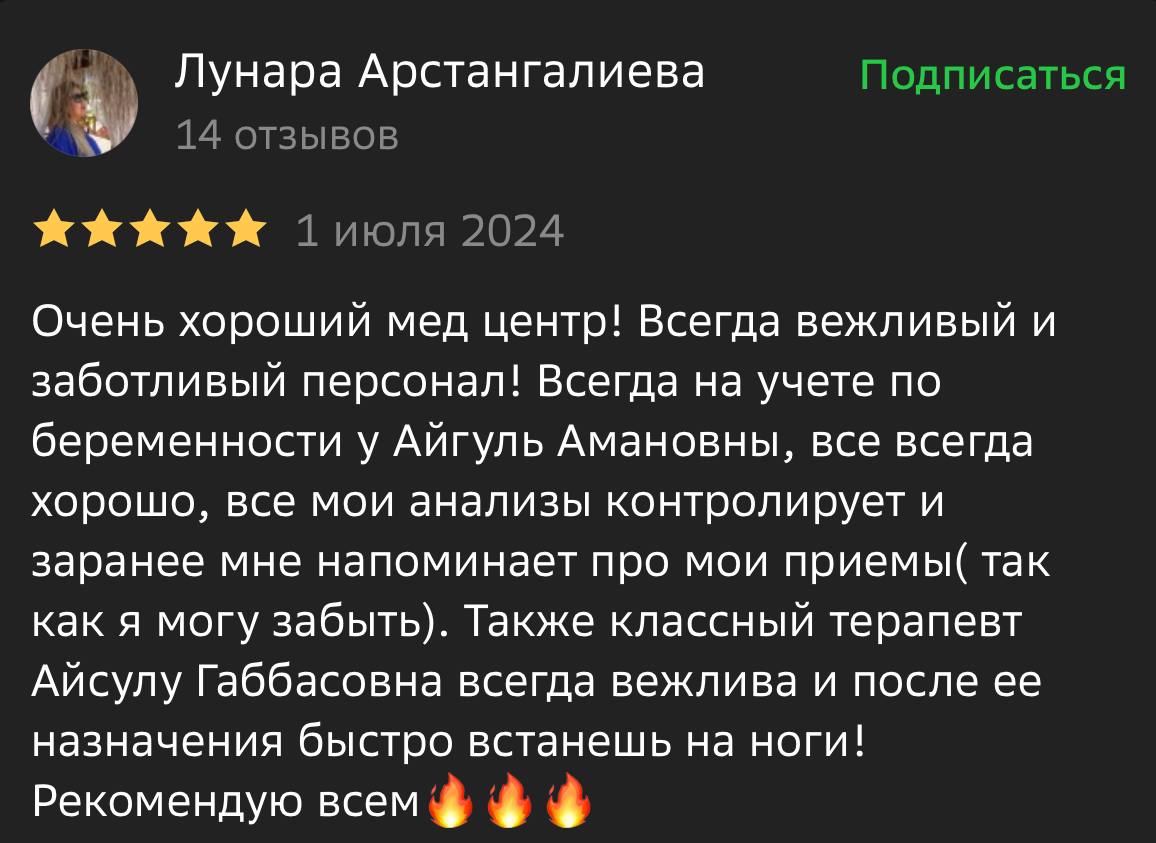 Лунара Арстангалиева
Подписаться
14 отзывов
1 июля 2024
Очень хороший мед центр! Всегда вежливый и
заботливый персонал! Всегда на учете по
беременности у Айгуль Амановны, все всегда
хорошо, все мои анализы контролирует и
заранее мне напоминает про мои приемы( так
как я могу забыть). Также классный терапевт
Айсулу Габбасовна всегда вежлива и после ее
назначения быстро встанешь на ноги!
Рекомендую всем🔥🔥🔥